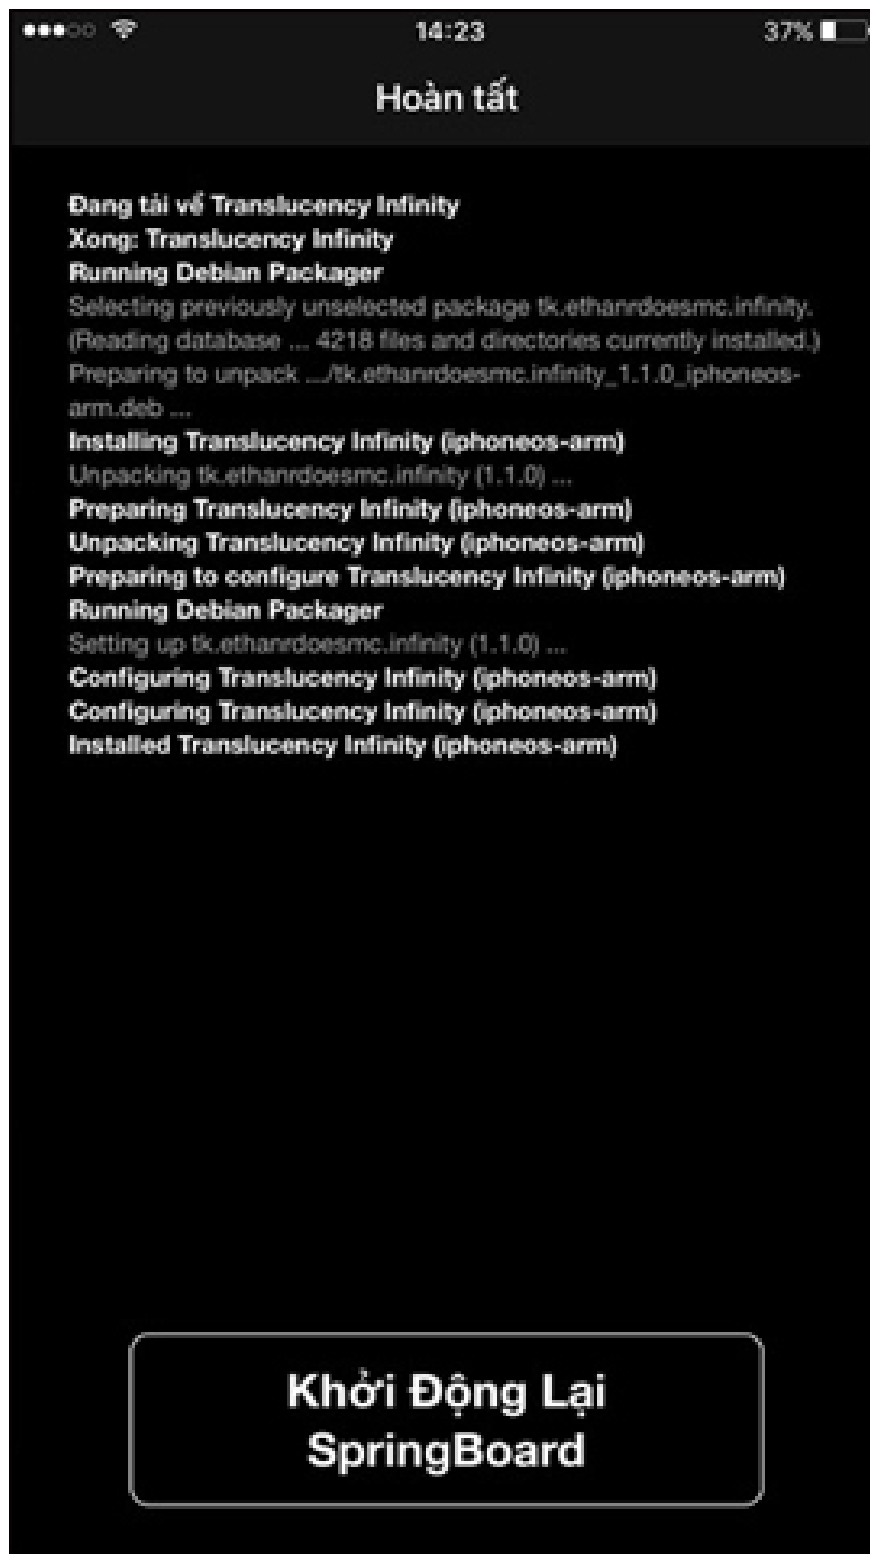 14:23
37%
Hoàn tất
Đang tải về Translucency Infinity
Xong: Translucency Infinity
Running Debian Packager
Selecting previously unselected package tk.ethanrdoesmc.infinity.
(Reading database ... 4218 files and directories currently installed.)
Preparing to unpack .../tk.ethanrdoesmc.infinity_1.1.0_iphoneos-
arm.deb ...
Installing Translucency Infinity (iphoneos-arm)
Unpacking tk.ethanrdoesmc.infinity (1.1.0) ...
Preparing Translucency Infinity (iphoneos-arm)
Unpacking Translucency Infinity (iphoneos-arm)
Preparing to configure Translucency Infinity (iphoneos-arm)
Running Debian Packager
Setting up tk.ethanrdoesmc.infinity (1.1.0) ...
Configuring Translucency Infinity (iphoneos-arm)
Configuring Translucency Infinity (iphoneos-arm)
Installed Translucency Infinity (iphoneos-arm)
Khởi Động Lại
SpringBoard